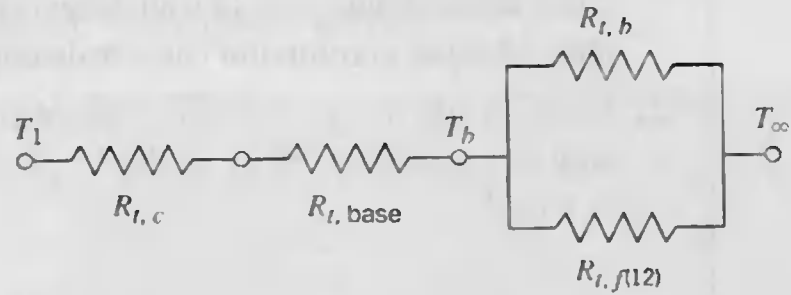 R_{t, b}
T_1
T_b
T_∞
R_{t, c}
R_{t, base}
R_{t, f(12)}